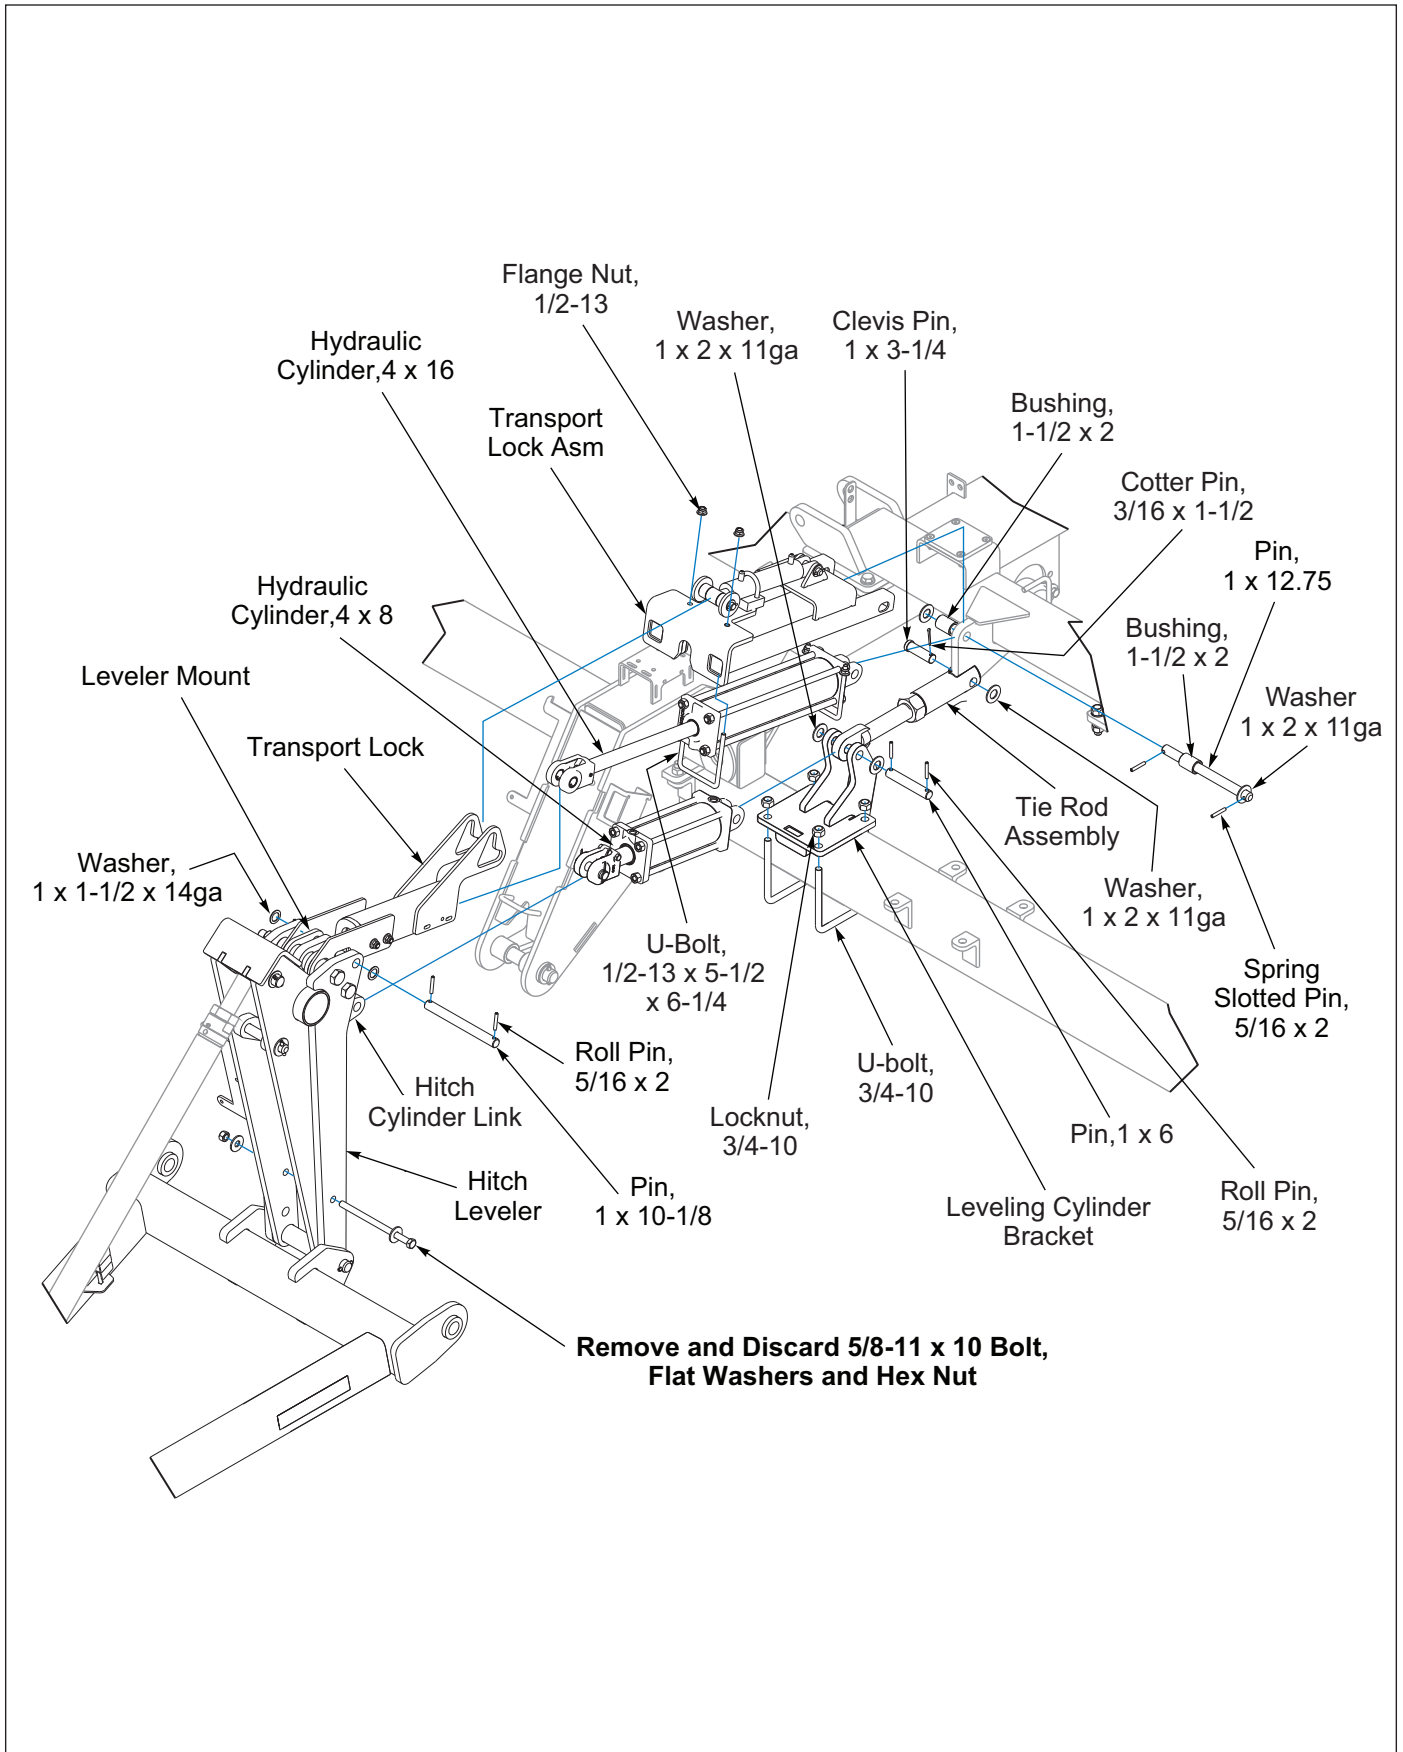 Flange Nut,
1/2-13
Washer,
1 x 2 x 11ga
Clevis Pin,
1 x 3-1/4
Hydraulic
Cylinder,4 x 16
Bushing,
1-1/2 x 2
Transport
Lock Asm
Cotter Pin,
3/16 x 1-1/2
Pin,
1 x 12.75
Hydraulic
Cylinder,4 x 8
Bushing,
1-1/2 x 2
Leveler Mount
Washer
1 x 2 x 11ga
Transport Lock
Tie Rod
Assembly
Washer,
1 x 1-1/2 x 14ga
Washer,
1 x 2 x 11ga
U-Bolt,
1/2-13 x 5-1/2
x 6-1/4
Spring
Slotted Pin,
5/16 x 2
Roll Pin,
5/16 x 2
U-bolt,
3/4-10
Hitch
Cylinder Link
Locknut,
3/4-10
Pin,1 x 6
Hitch
Leveler
Pin,
1 x 10-1/8
Leveling Cylinder
Bracket
Roll Pin,
5/16 x 2
Remove and Discard 5/8-11 x 10 Bolt,
Flat Washers and Hex Nut